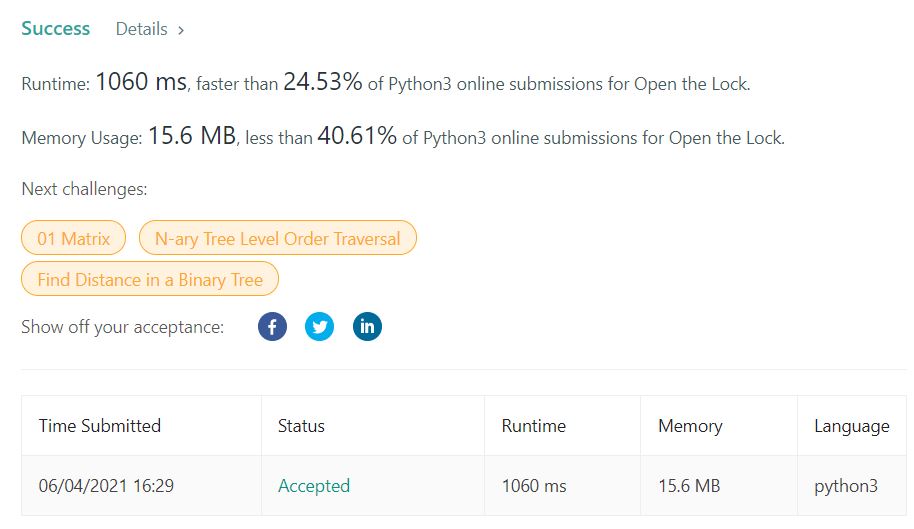 Success Details >
Runtime: 1060 ms, faster than 24.53% of Python3 online submissions for Open the Lock.
Memory Usage: 15.6 MB, less than 40.61% of Python3 online submissions for Open the Lock.
Next challenges:
01 Matrix N-ary Tree Level Order Traversal
Find Distance in a Binary Tree
Show off your acceptance: f in
Time Submitted Status Runtime Memory Language
06/04/2021 16:29 Accepted 1060 ms 15.6 MB python3